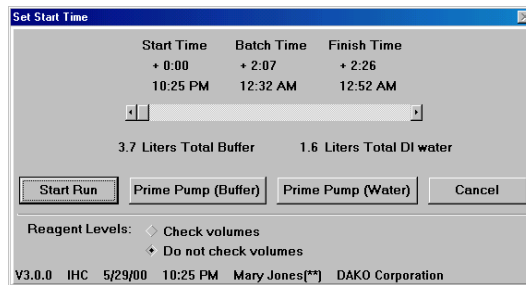 Set Start Time
Start Time Batch Time Finish Time
+ 0:00 + 2:07 + 2:26
10:25 PM 12:32 AM 12:52 AM
3.7 Liters Total Buffer 1.6 Liters Total DI water
Start Run Prime Pump (Buffer) Prime Pump (Water) Cancel
Reagent Levels: Check volumes
Do not check volumes
V3.0.0 IHC 5/29/00 10:25 PM Mary Jones(**) DAKO Corporation